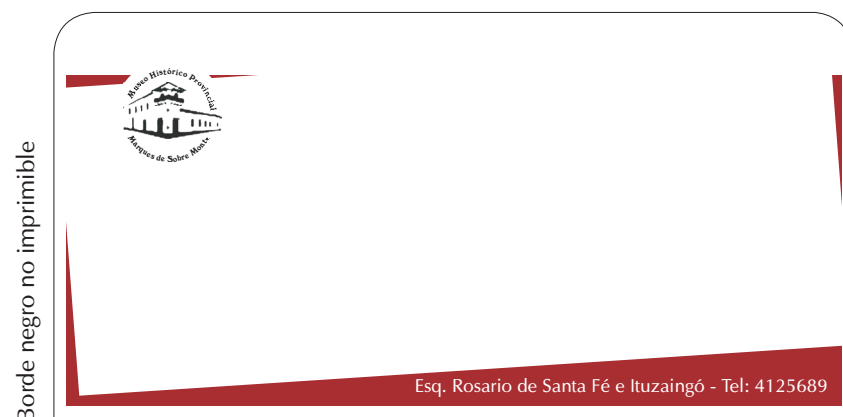 Museo Histórico Provincial
Marques de Sobre Monte
Borde negro no imprimible
Esq. Rosario de Santa Fé e Ituzaingó - Tel: 4125689